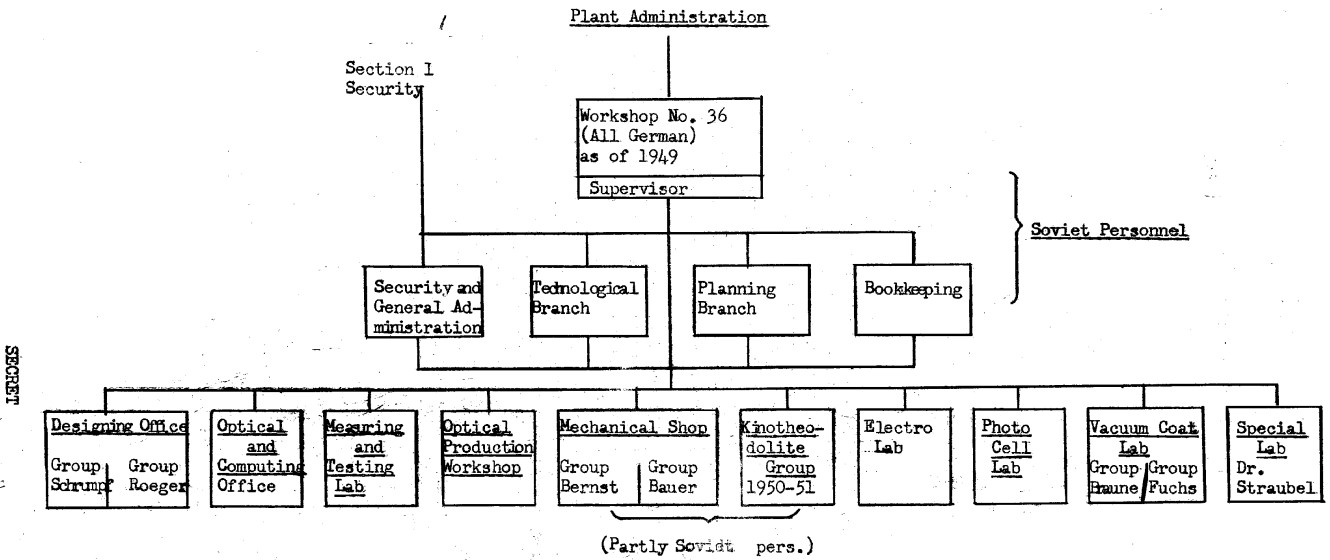 Plant Administration
Section I
Security
Workshop No. 36
(All German)
as of 1949
Supervisor
Soviet Personnel
Security and
General Ad-
ministration
Technological
Branch
Planning
Branch
Bookkeeping
SECRET
Designing Office
Group Group
Schrumpf Roeger
Optical
and
Computing
Office
Measuring
and
Testing
Lab
Optical
Production
Workshop
Mechanical Shop
Group Group
Bernst Bauer
Kinotheo-
dolite
Group
1950-51
Electro
Lab
Photo
Cell
Lab
Vacuum Coat
Lab
Group Group
Braune Fuchs
Special
Lab
Dr.
Straubel
(Partly Soviet pers.)